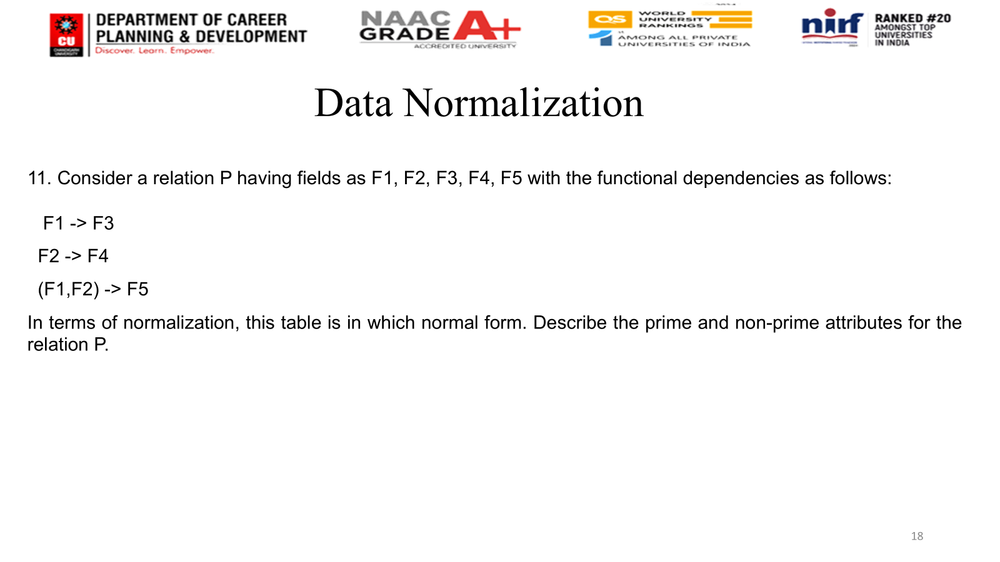 DEPARTMENT OF CAREER
PLANNING & DEVELOPMENT
Discover. Learn. Empower.
CU
CHANDIGARH
UNIVERSITY
NAAC
GRADE A+
ACCREDITED UNIVERSITY
QS WORLD
UNIVERSITY
RANKINGS
1st AMONG ALL PRIVATE
UNIVERSITIES OF INDIA
nirf
RANKED #20
AMONGST TOP
UNIVERSITIES
IN INDIA
Data Normalization
11. Consider a relation P having fields as F1, F2, F3, F4, F5 with the functional dependencies as follows:
F1 -> F3
F2 -> F4
(F1,F2) -> F5
In terms of normalization, this table is in which normal form. Describe the prime and non-prime attributes for the
relation P.
18